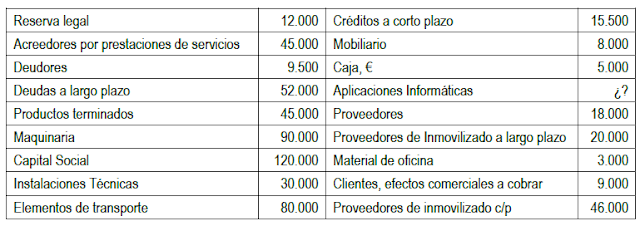 Reserva legal 12.000 Créditos a corto plazo 15.500
Acreedores por prestaciones de servicios 45.000 Mobiliario 8.000
Deudores 9.500 Caja, € 5.000
Deudas a largo plazo 52.000 Aplicaciones Informáticas ¿?
Productos terminados 45.000 Proveedores 18.000
Maquinaria 90.000 Proveedores de Inmovilizado a largo plazo 20.000
Capital Social 120.000 Material de oficina 3.000
Instalaciones Técnicas 30.000 Clientes, efectos comerciales a cobrar 9.000
Elementos de transporte 80.000 Proveedores de inmovilizado c/p 46.000